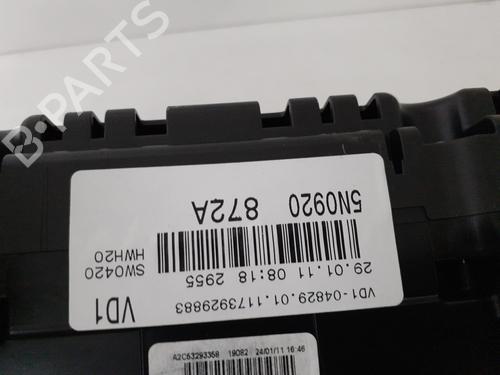 B-PARTS
VD1-04829.01.1173929883
29.01.11 08:18 2955
5N0920 872A
SW0420
HWH20
VD1
A2C53293358 19082 24/01/11 16:46